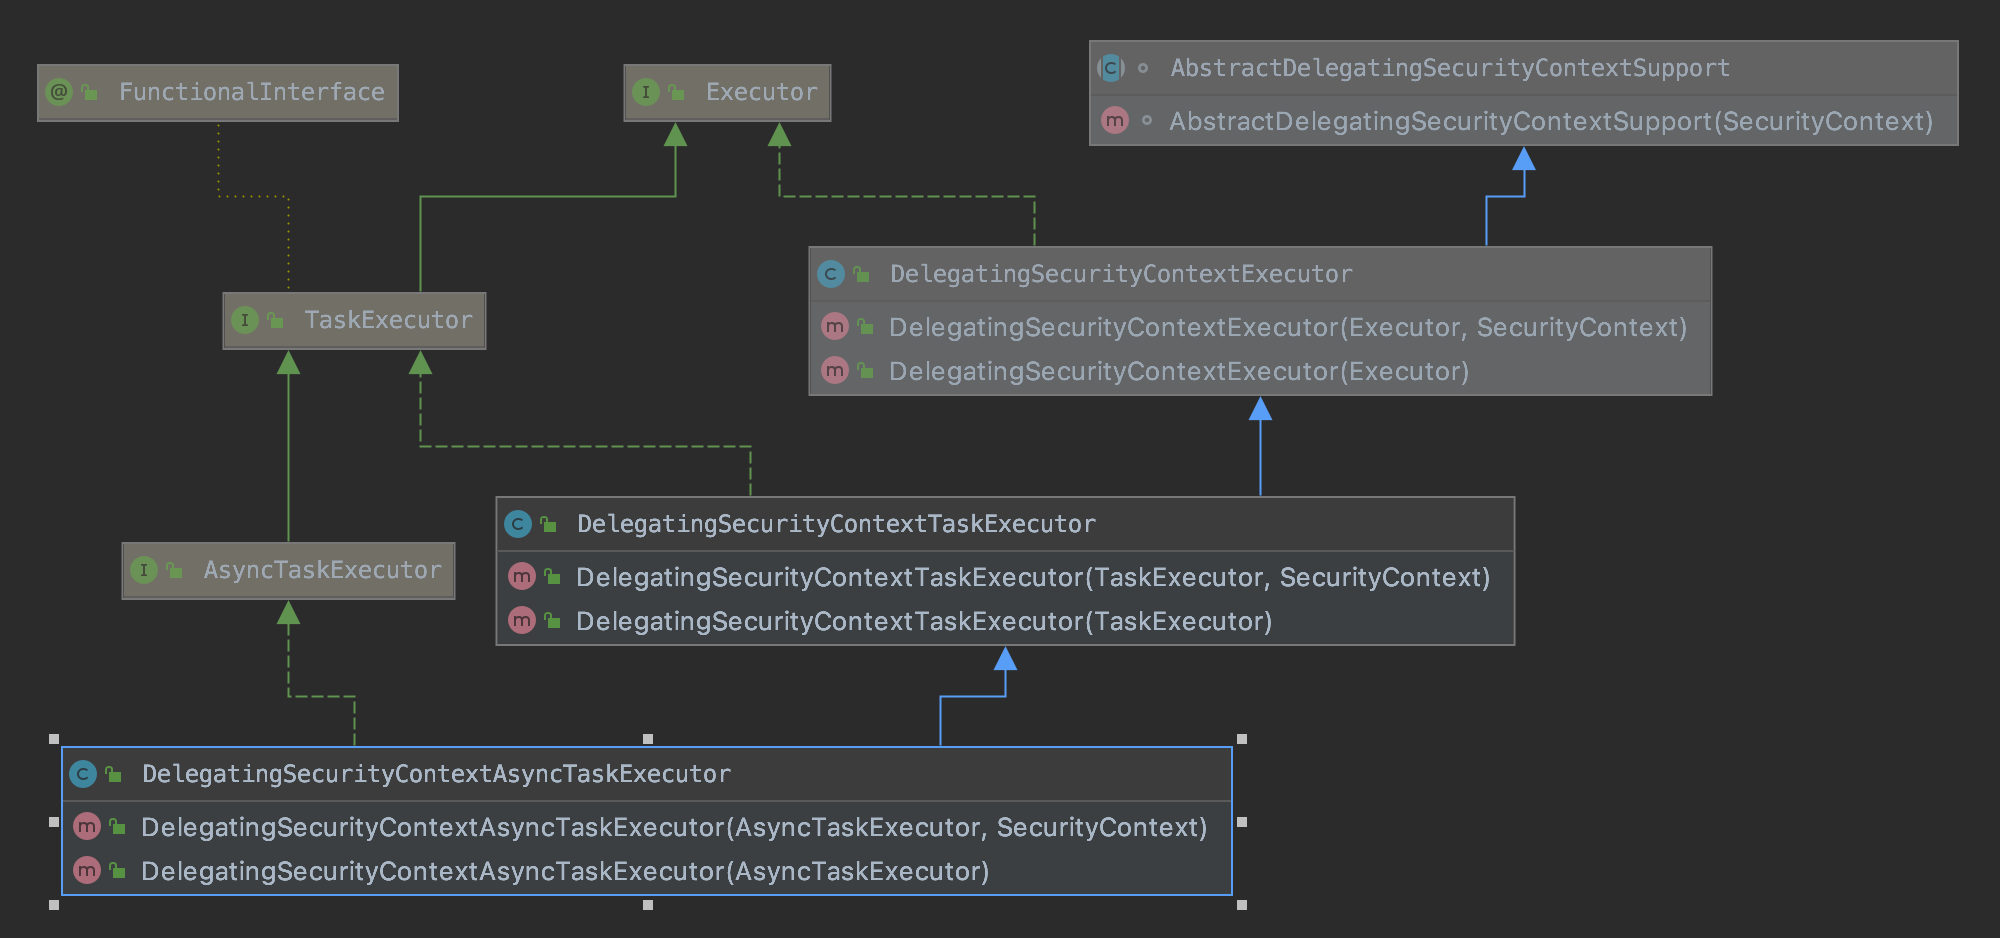 FunctionalInterface
Executor
AbstractDelegatingSecurityContextSupport
AbstractDelegatingSecurityContextSupport(SecurityContext)
DelegatingSecurityContextExecutor
DelegatingSecurityContextExecutor(Executor, SecurityContext)
DelegatingSecurityContextExecutor(Executor)
TaskExecutor
DelegatingSecurityContextTaskExecutor
DelegatingSecurityContextTaskExecutor(TaskExecutor, SecurityContext)
DelegatingSecurityContextTaskExecutor(TaskExecutor)
AsyncTaskExecutor
DelegatingSecurityContextAsyncTaskExecutor
DelegatingSecurityContextAsyncTaskExecutor(AsyncTaskExecutor, SecurityContext)
DelegatingSecurityContextAsyncTaskExecutor(AsyncTaskExecutor)